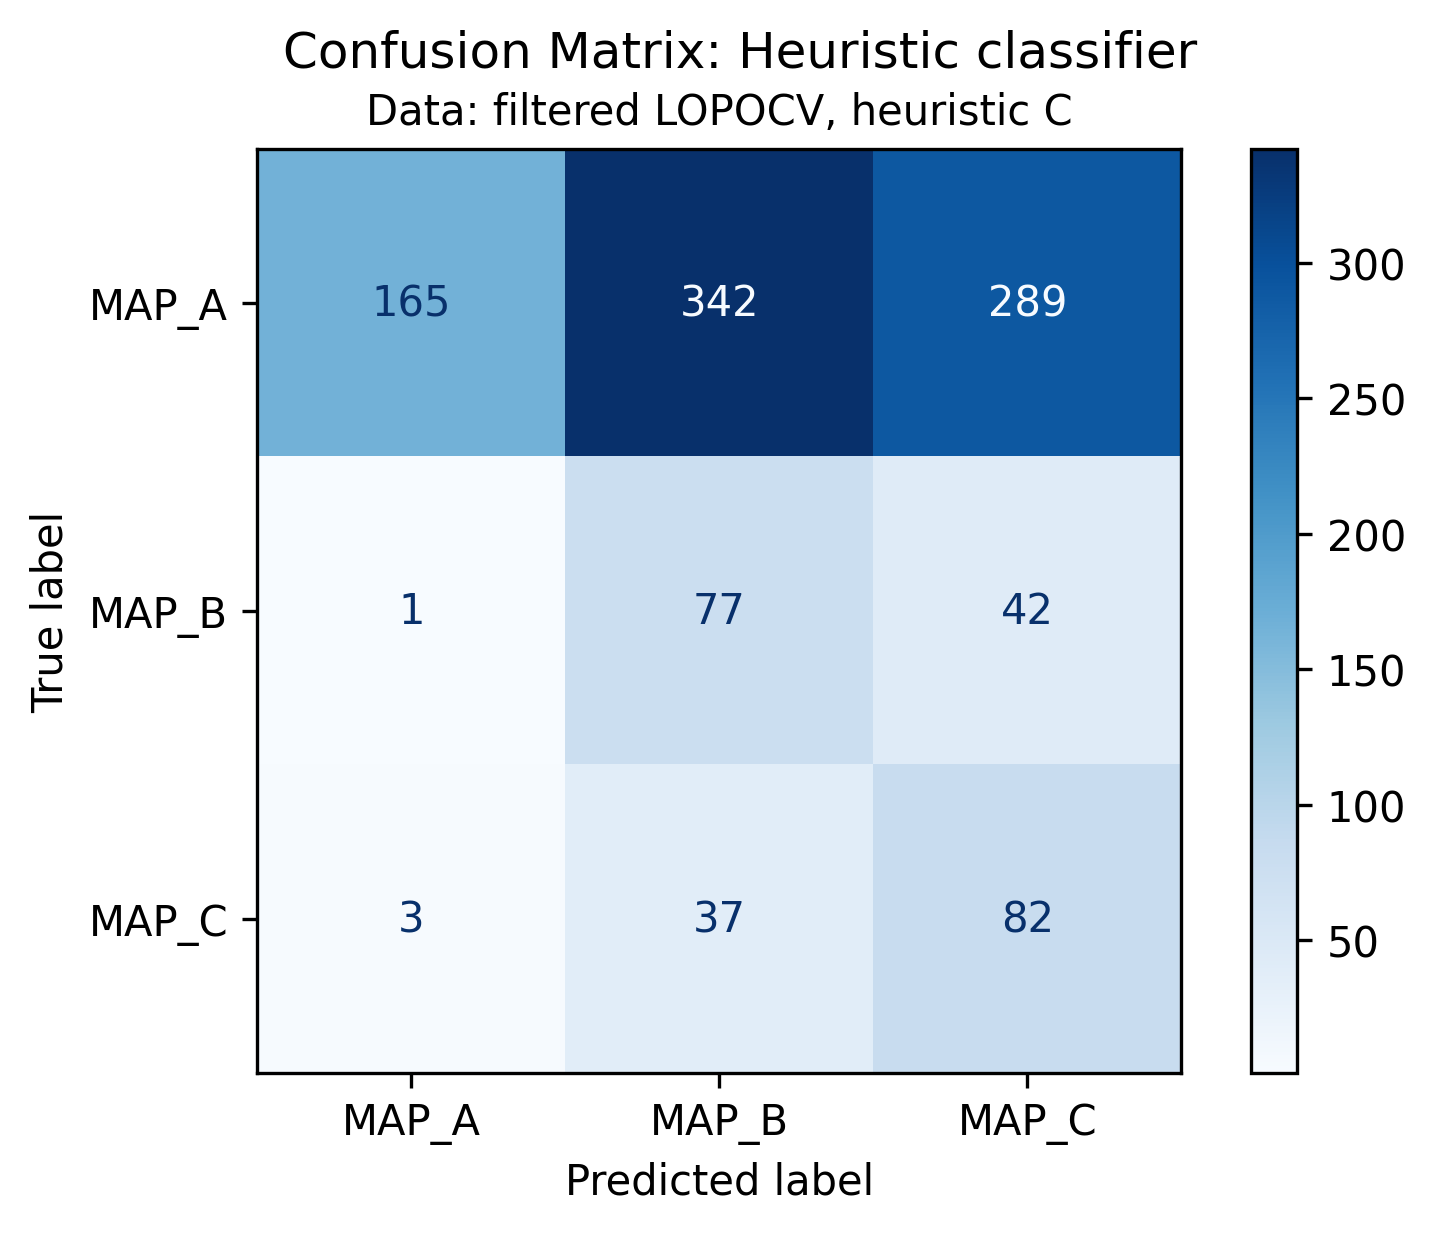 Confusion Matrix: Heuristic classifier
Data: filtered LOPOCV, heuristic C
MAP_A
165
342
289
MAP_B
1
77
42
MAP_C
3
37
82
MAP_A
MAP_B
MAP_C
Predicted label
True label
300
250
200
150
100
50